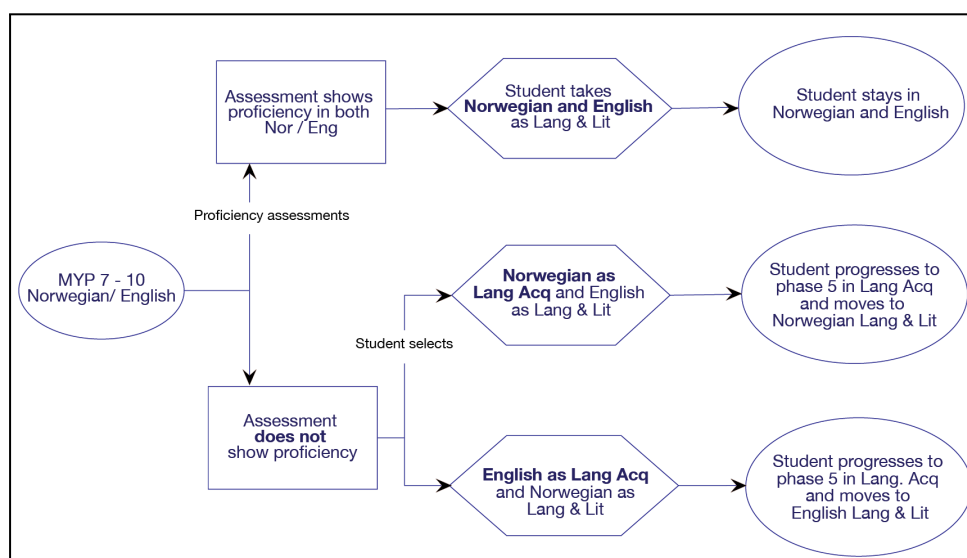 Assessment shows
proficiency in both
Nor / Eng
Student takes
Norwegian and English
as Lang & Lit
Student stays in
Norwegian and English
Proficiency assessments
MYP 7 - 10
Norwegian/ English
Norwegian as
Lang Acq and English
as Lang & Lit
Student progresses to
phase 5 in Lang Acq
and moves to
Norwegian Lang & Lit
Student selects
Assessment
does not
show proficiency
English as Lang Acq
and Norwegian as
Lang & Lit
Student progresses to
phase 5 in Lang. Acq
and moves to
English Lang & Lit